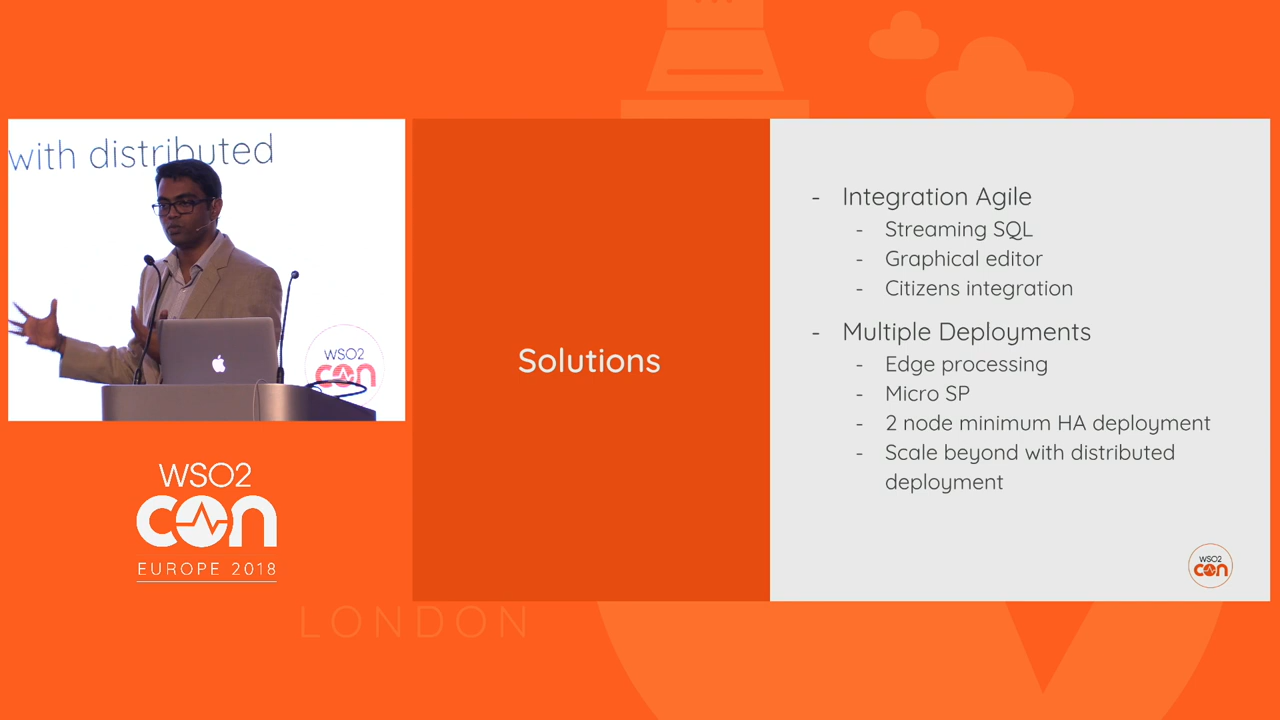 with distributed
WSO2
con
WSO2
con
EUROPE 2018
LONDON
Solutions
- Integration Agile
- Streaming SQL
- Graphical editor
- Citizens integration
- Multiple Deployments
- Edge processing
- Micro SP
- 2 node minimum HA deployment
- Scale beyond with distributed
deployment
WSO2
con